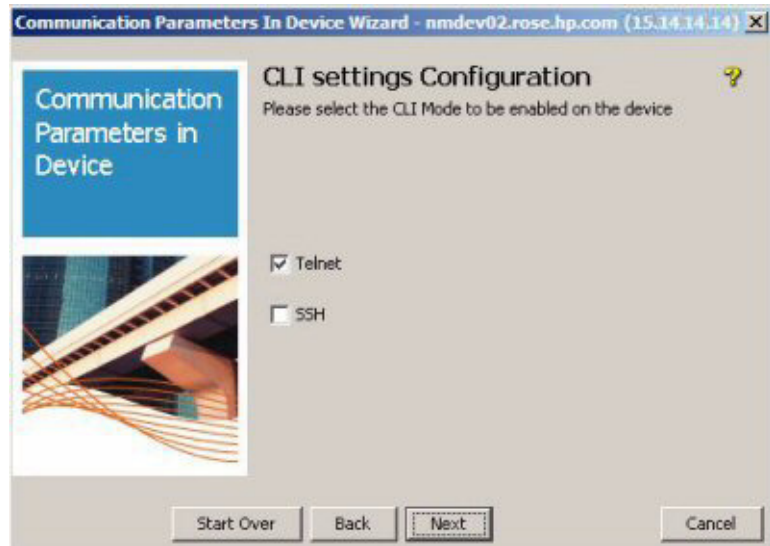 Communication Parameters In Device Wizard - nmdev02.rose.hp.com (15.14.14.14)
Communication
Parameters in
Device
CLI settings Configuration
Please select the CLI Mode to be enabled on the device
Telnet
SSH
Start Over
Back
Next
Cancel